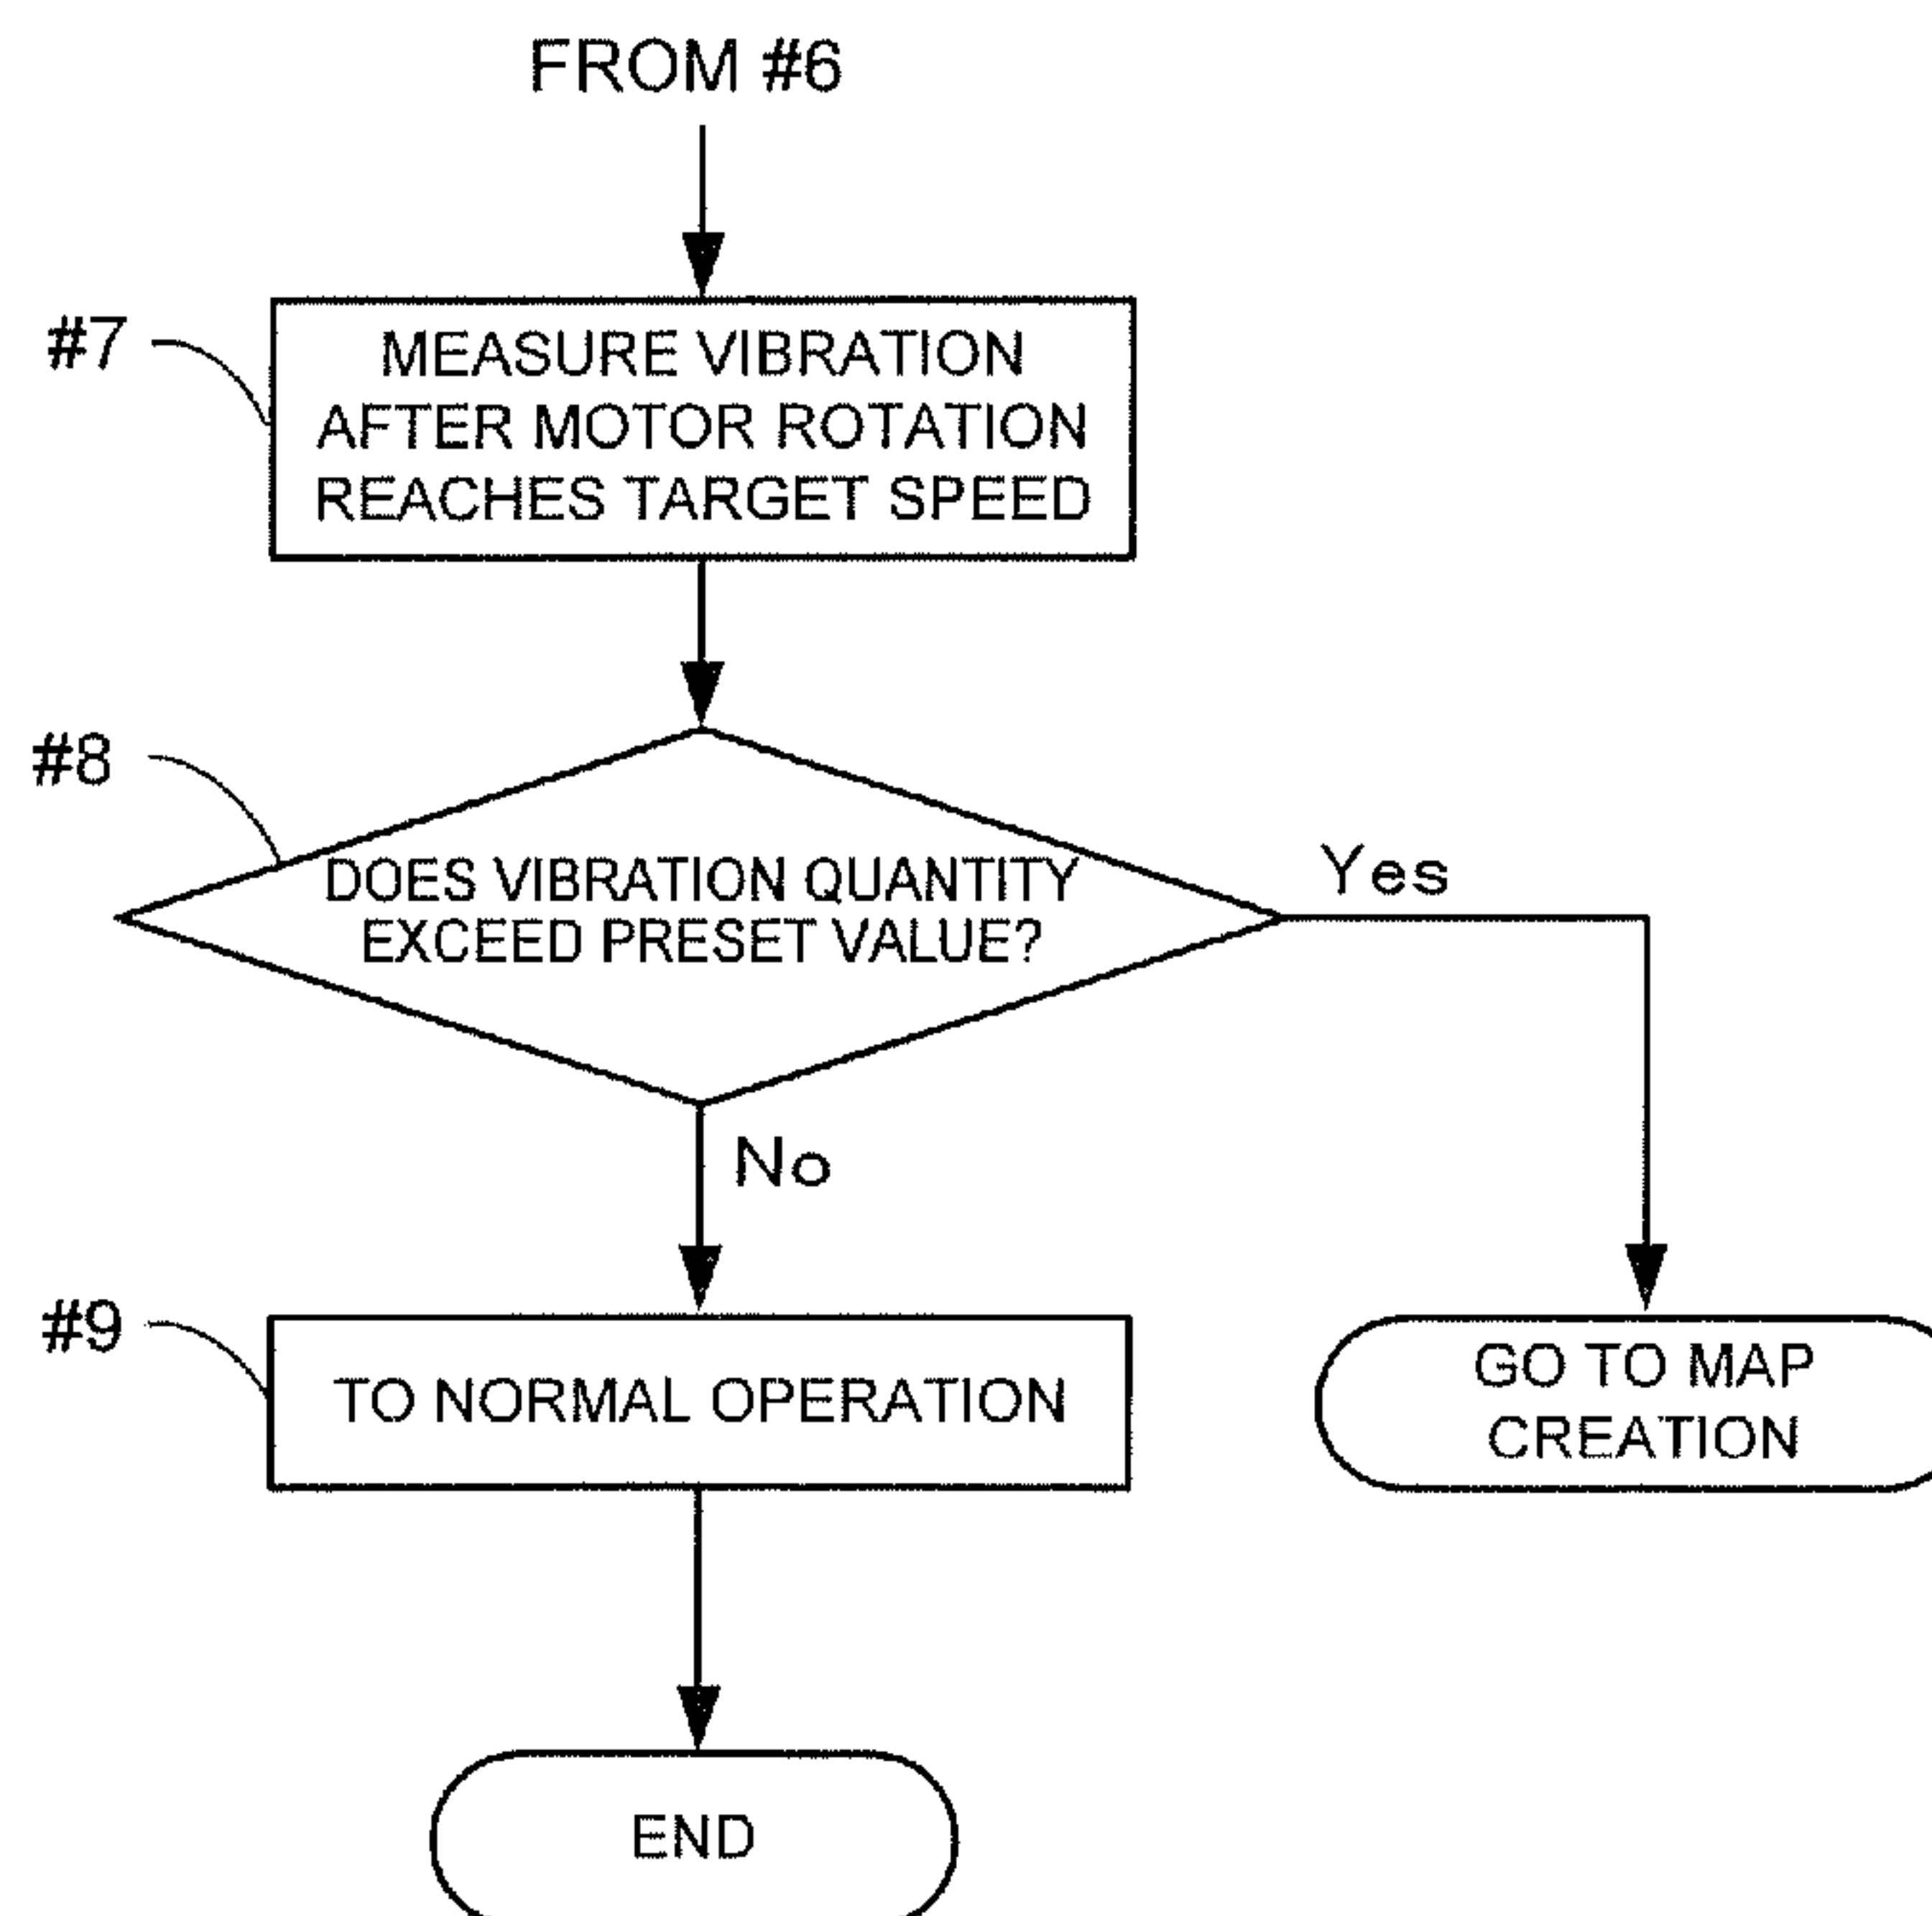 FROM #6
#7
MEASURE VIBRATION
AFTER MOTOR ROTATION
REACHES TARGET SPEED
#8
DOES VIBRATION QUANTITY
EXCEED PRESET VALUE?
Yes
No
#9
TO NORMAL OPERATION
GO TO MAP
CREATION
END